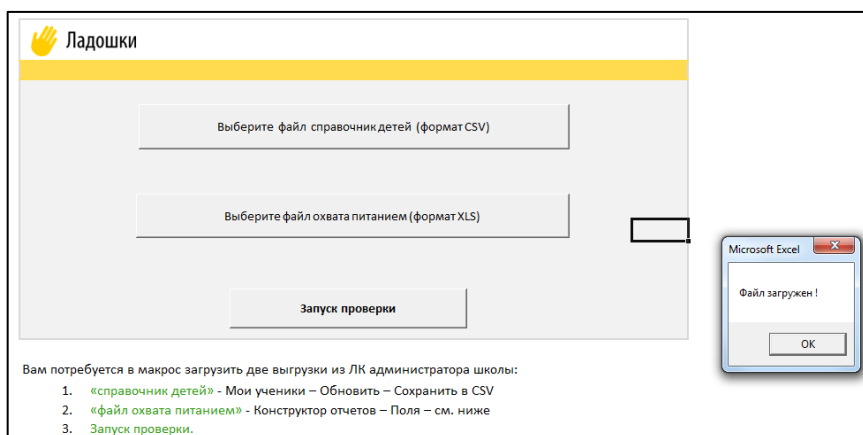 Ладошки
Выберите файл справочник детей (формат CSV)
Выберите файл охвата питанием (формат XLS)
Microsoft Excel
Файл загружен !
Запуск проверки
OK
Вам потребуется в макрос загрузить две выгрузки из ЛК администратора школы:
1. «справочник детей» - Мои ученики – Обновить – Сохранить в CSV
2. «файл охвата питанием» - Конструктор отчетов – Поля – см. ниже
3. Запуск проверки.